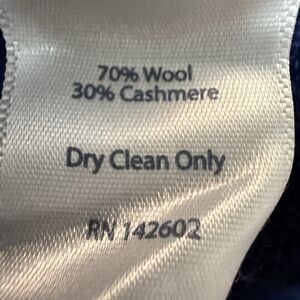 70% Wool
30% Cashmere
Dry Clean Only
RN 142602